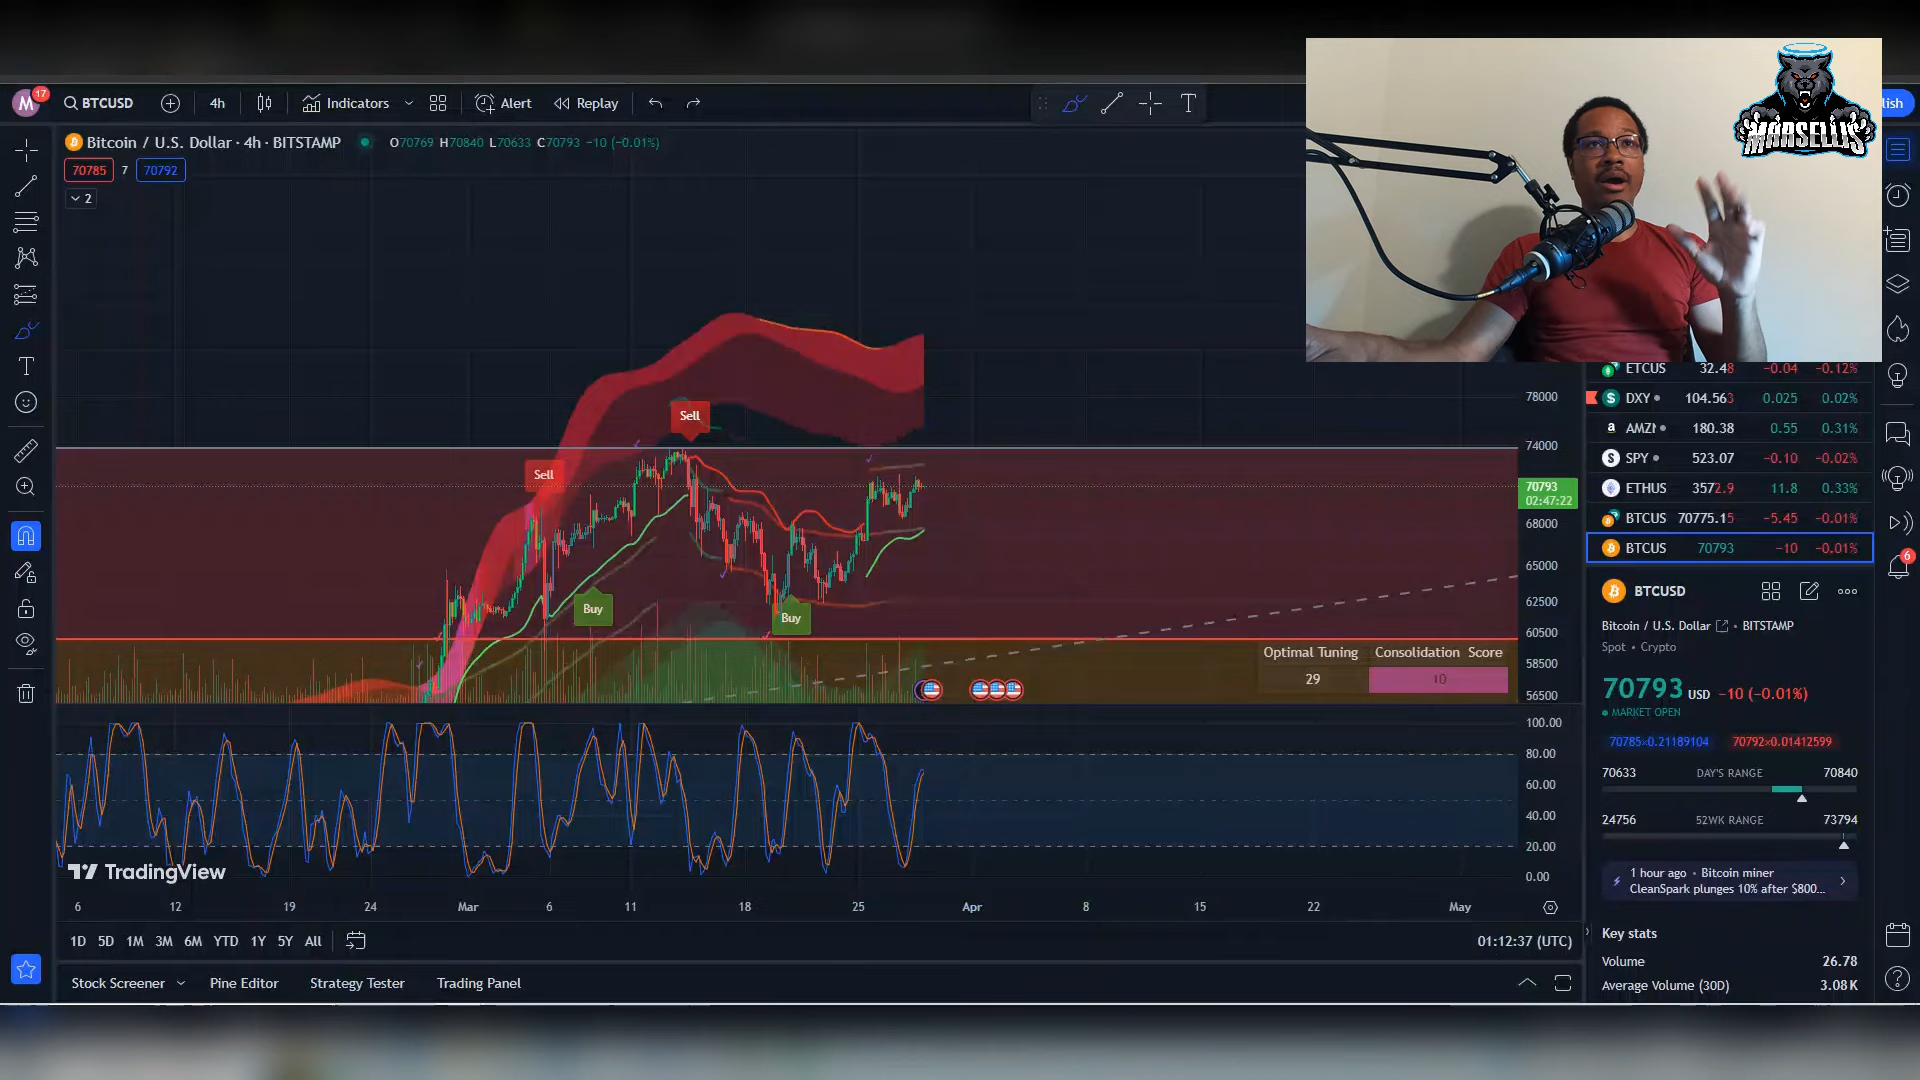 M
17
BTCUSD
4h
Indicators
Alert
Replay
T
lish
MARSELLIS
Bitcoin / U.S. Dollar · 4h · BITSTAMP
O70769 H70840 L70633 C70793 −10 (−0.01%)
70785 7 70792
2
Sell
Sell
Buy
Buy
78000
74000
70793
02:47:22
68000
65000
62500
60500
58500
56500
Optimal Tuning Consolidation Score
29 10
100.00
80.00
60.00
40.00
20.00
0.00
TradingView
6 12 19 24 Mar 6 11 18 25 Apr 8 15 22 May
1D 5D 1M 3M 6M YTD 1Y 5Y All
01:12:37 (UTC)
Stock Screener Pine Editor Strategy Tester Trading Panel
ETCUS 32.48 −0.04 −0.12%
DXY 104.563 0.025 0.02%
AMZN 180.38 0.55 0.31%
SPY 523.07 −0.10 −0.02%
ETHUS 3572.9 11.8 0.33%
BTCUS 70775.15 −5.45 −0.01%
BTCUS 70793 −10 −0.01%
6
BTCUSD
Bitcoin / U.S. Dollar • BITSTAMP
Spot • Crypto
70793 USD −10 (−0.01%)
MARKET OPEN
70785×0.21189104 70792×0.01412599
70633 DAY'S RANGE 70840
24756 52WK RANGE 73794
1 hour ago • Bitcoin miner
CleanSpark plunges 10% after $800...
Key stats
Volume 26.78
Average Volume (30D) 3.08K